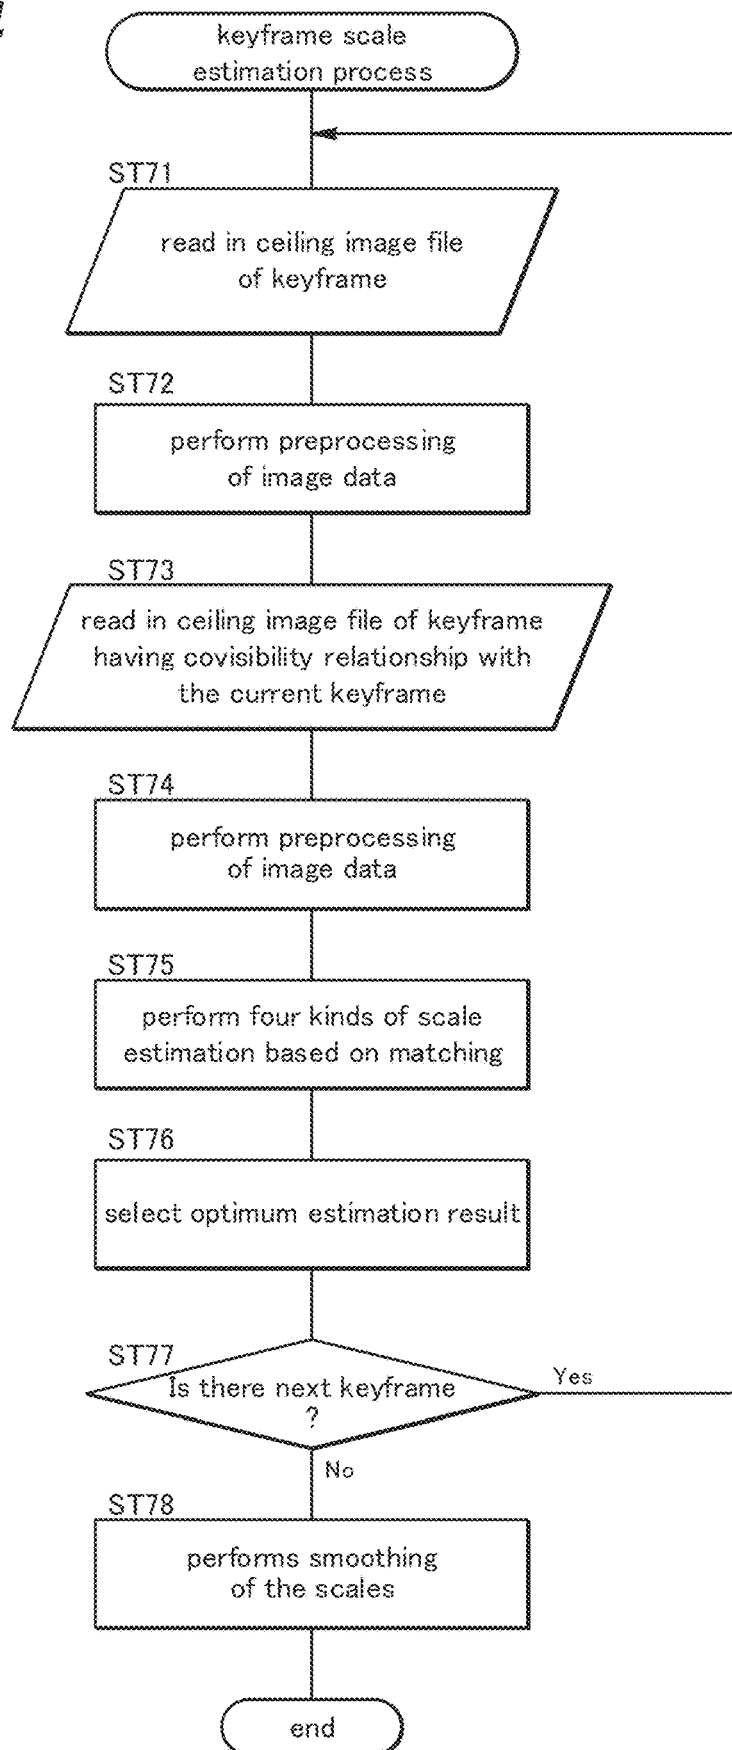 keyframe scale
estimation process
ST71
read in ceiling image file
of keyframe
ST72
perform preprocessing
of image data
ST73
read in ceiling image file of keyframe
having covisibility relationship with
the current keyframe
ST74
perform preprocessing
of image data
ST75
perform four kinds of scale
estimation based on matching
ST76
select optimum estimation result
ST77
Is there next keyframe
?
Yes
No
ST78
performs smoothing
of the scales
end